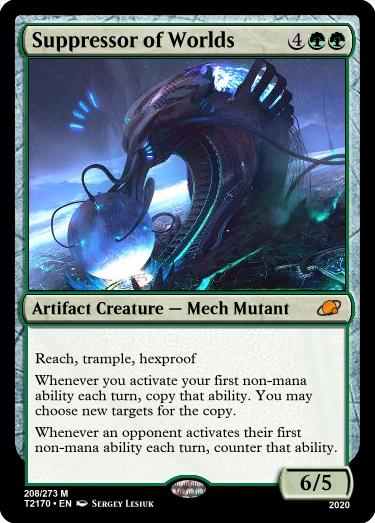 Suppressor of Worlds 4
Artifact Creature — Mech Mutant
Reach, trample, hexproof
Whenever you activate your first non-mana
ability each turn, copy that ability. You may
choose new targets for the copy.
Whenever an opponent activates their first
non-mana ability each turn, counter that ability.
6/5
208/273 M
T2170 • EN Sergey Lesiuk
2020